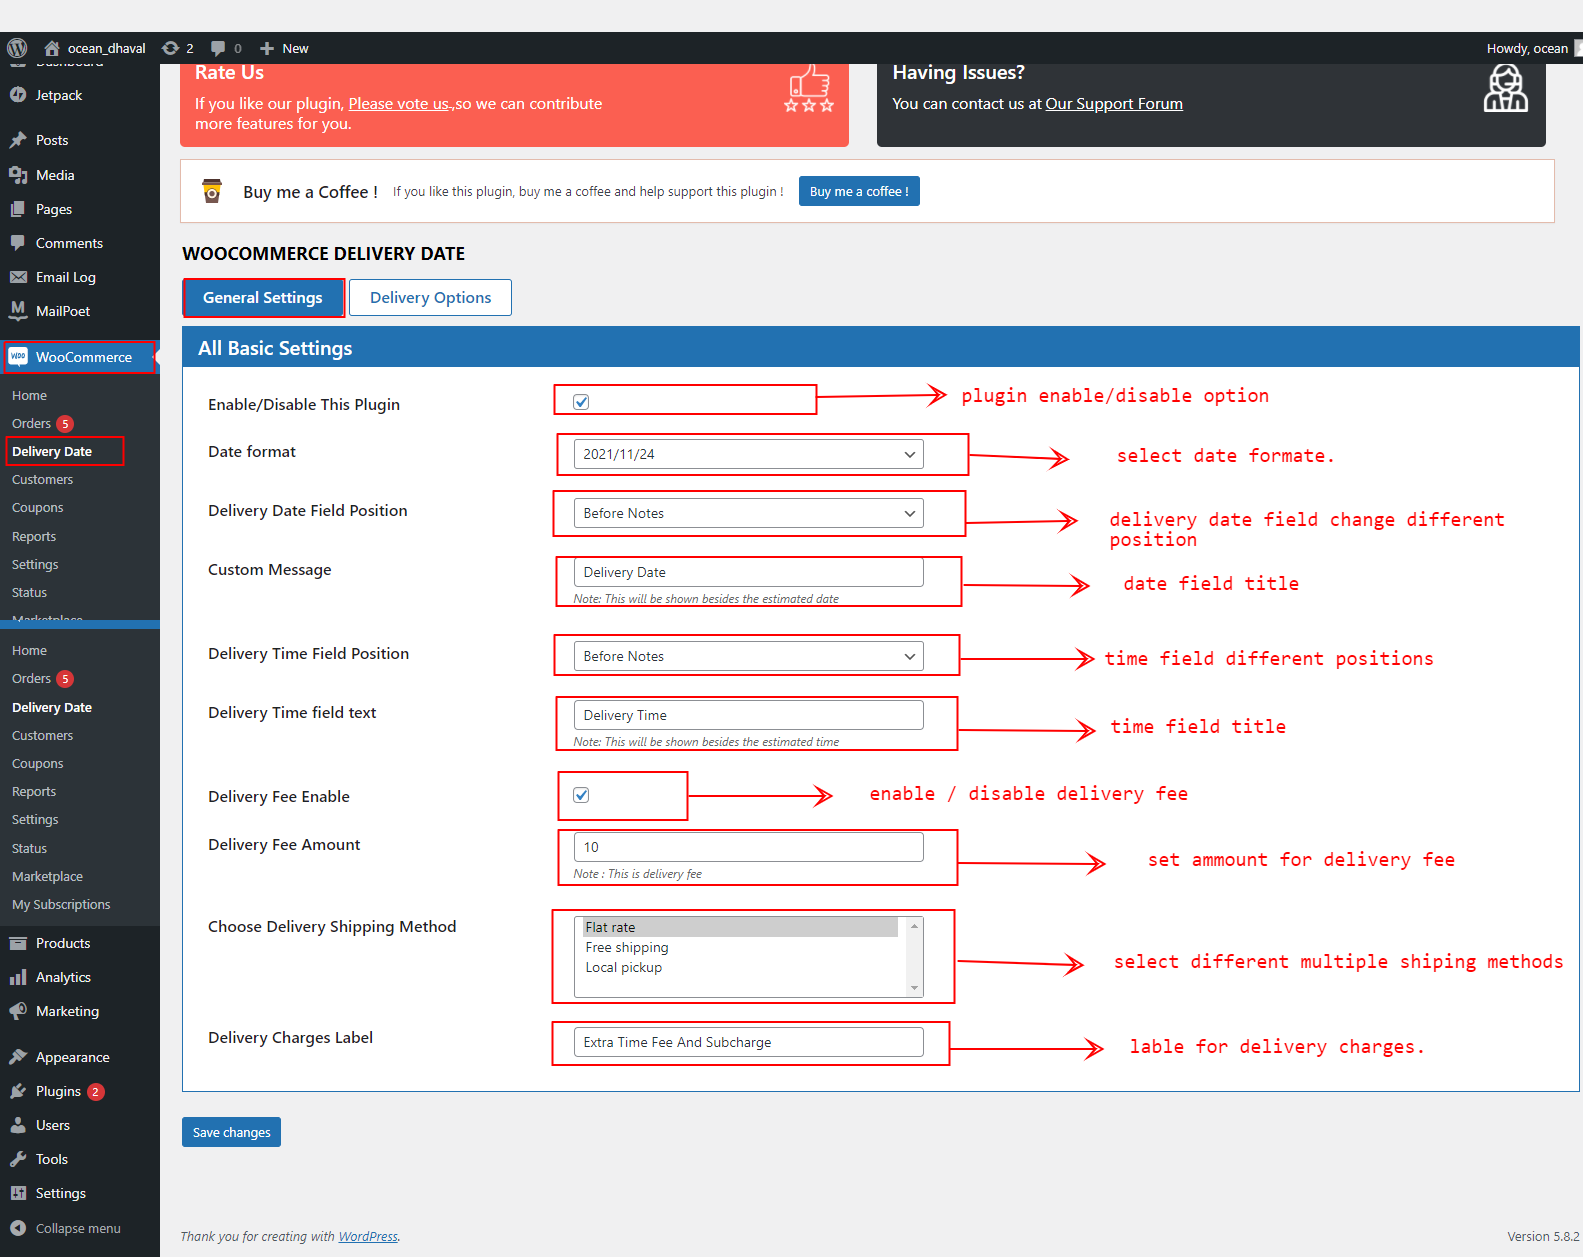 ocean_dhaval 2 0 New
Howdy, ocean
Dashboard
Jetpack
Posts
Media
Pages
Comments
Email Log
MailPoet
WooCommerce
Home
Orders 5
Delivery Date
Customers
Coupons
Reports
Settings
Status
Marketplace
Home
Orders 5
Delivery Date
Customers
Coupons
Reports
Settings
Status
Marketplace
My Subscriptions
Products
Analytics
Marketing
Appearance
Plugins 2
Users
Tools
Settings
Collapse menu
Rate Us
If you like our plugin, Please vote us ,so we can contribute
more features for you.
Having Issues?
You can contact us at Our Support Forum
Buy me a Coffee ! If you like this plugin, buy me a coffee and help support this plugin ! Buy me a coffee !
WOOCOMMERCE DELIVERY DATE
General Settings Delivery Options
All Basic Settings
Enable/Disable This Plugin
plugin enable/disable option
Date format 2021/11/24
select date formate.
Delivery Date Field Position Before Notes
delivery date field change different
position
Custom Message Delivery Date
Note: This will be shown besides the estimated date
date field title
Delivery Time Field Position Before Notes
time field different positions
Delivery Time field text Delivery Time
Note: This will be shown besides the estimated time
time field title
Delivery Fee Enable
enable / disable delivery fee
Delivery Fee Amount 10
Note : This is delivery fee
set ammount for delivery fee
Choose Delivery Shipping Method Flat rate
Free shipping
Local pickup
select different multiple shiping methods
Delivery Charges Label Extra Time Fee And Subcharge
lable for delivery charges.
Save changes
Thank you for creating with WordPress.
Version 5.8.2